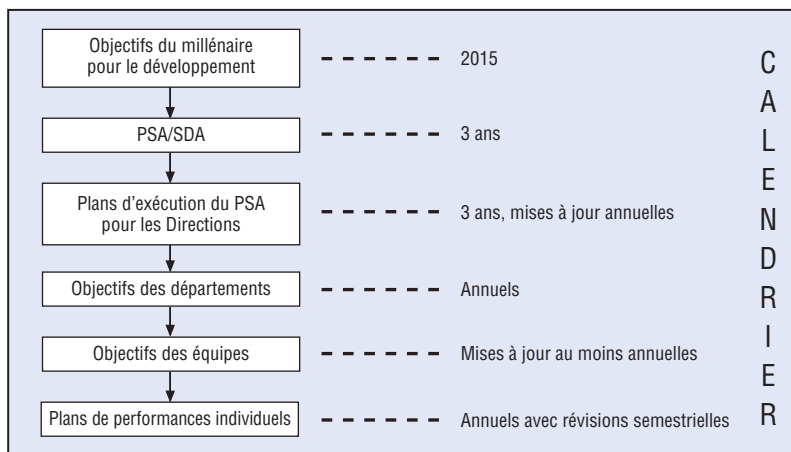 Objectifs du millénaire
pour le développement
2015
PSA/SDA
3 ans
Plans d'exécution du PSA
pour les Directions
3 ans, mises à jour annuelles
Objectifs des départements
Annuels
Objectifs des équipes
Mises à jour au moins annuelles
Plans de performances individuels
Annuels avec révisions semestrielles
C
A
L
E
N
D
R
I
E
R